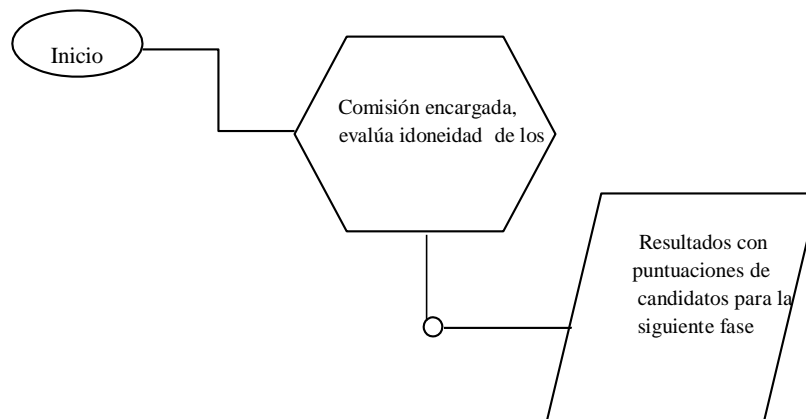 Inicio
Comisión encargada,
evalúa idoneidad de los
Resultados con
puntuaciones de
candidatos para la
siguiente fase